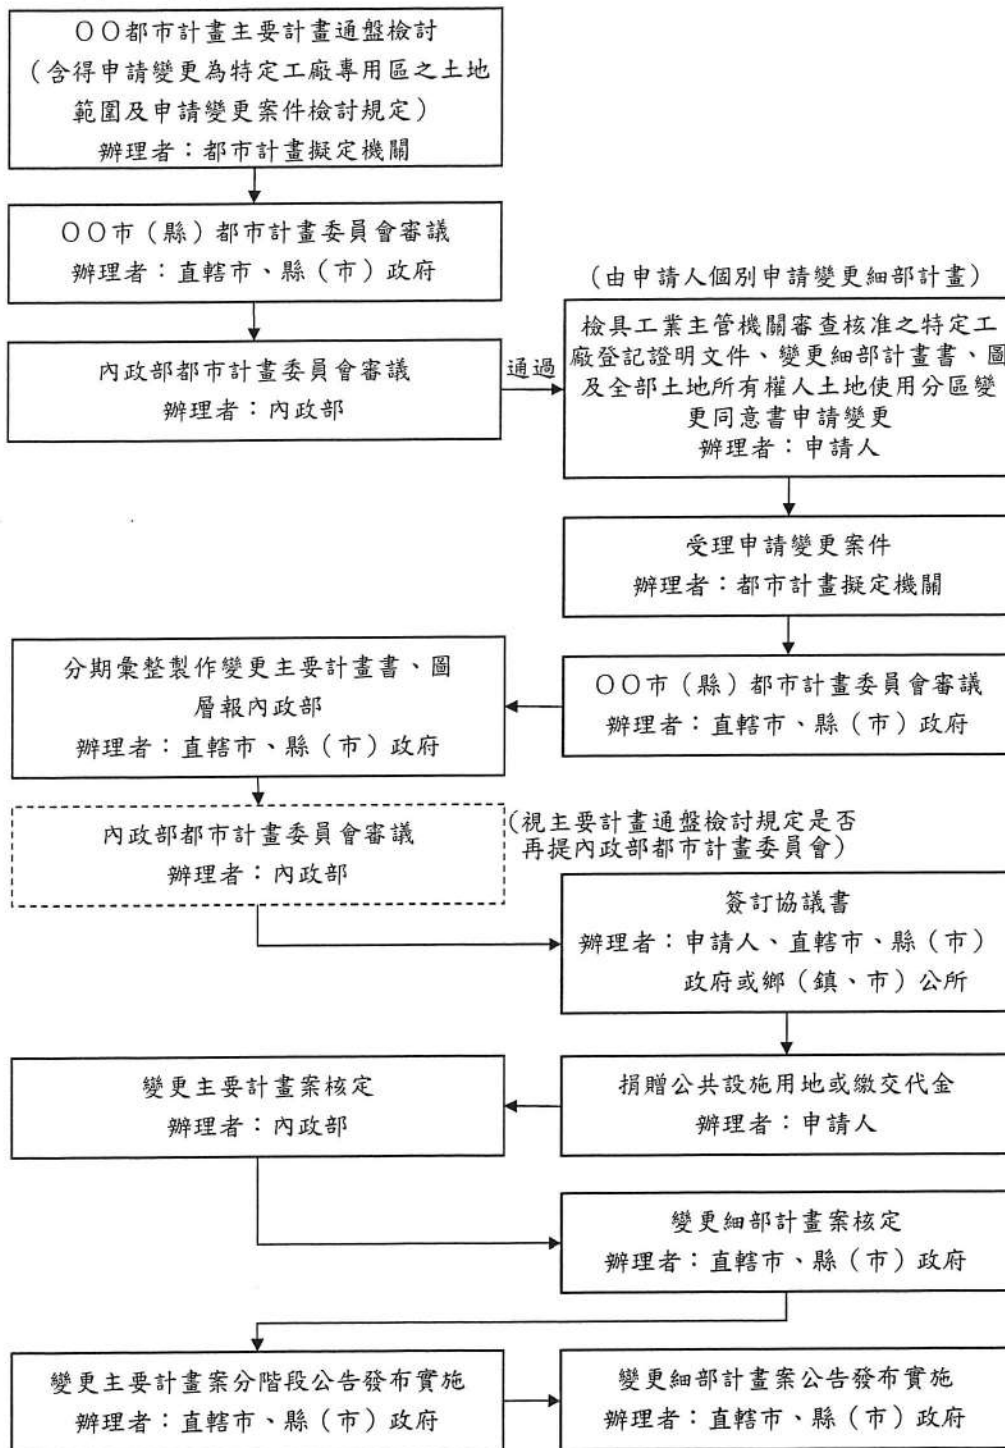 〇〇都市計畫主要計畫通盤檢討
(含得申請變更為特定工廠專用區之土地
範圍及申請變更案件檢討規定)
辦理者:都市計畫擬定機關
〇〇市(縣)都市計畫委員會審議
辦理者:直轄市、縣(市)政府
內政部都市計畫委員會審議
辦理者:內政部
通過
(由申請人個別申請變更細部計畫)
檢具工業主管機關審查核准之特定工
廠登記證明文件、變更細部計畫書、圖
及全部土地所有權人土地使用分區變
更同意書申請變更
辦理者:申請人
受理申請變更案件
辦理者:都市計畫擬定機關
〇〇市(縣)都市計畫委員會審議
辦理者:直轄市、縣(市)政府
分期彙整製作變更主要計畫書、圖
層報內政部
辦理者:直轄市、縣(市)政府
內政部都市計畫委員會審議
辦理者:內政部
(視主要計畫通盤檢討規定是否
再提內政部都市計畫委員會)
簽訂協議書
辦理者:申請人、直轄市、縣(市)
政府或鄉(鎮、市)公所
捐贈公共設施用地或繳交代金
辦理者:申請人
變更主要計畫案核定
辦理者:內政部
變更細部計畫案核定
辦理者:直轄市、縣(市)政府
變更主要計畫案分階段公告發布實施
辦理者:直轄市、縣(市)政府
變更細部計畫案公告發布實施
辦理者:直轄市、縣(市)政府